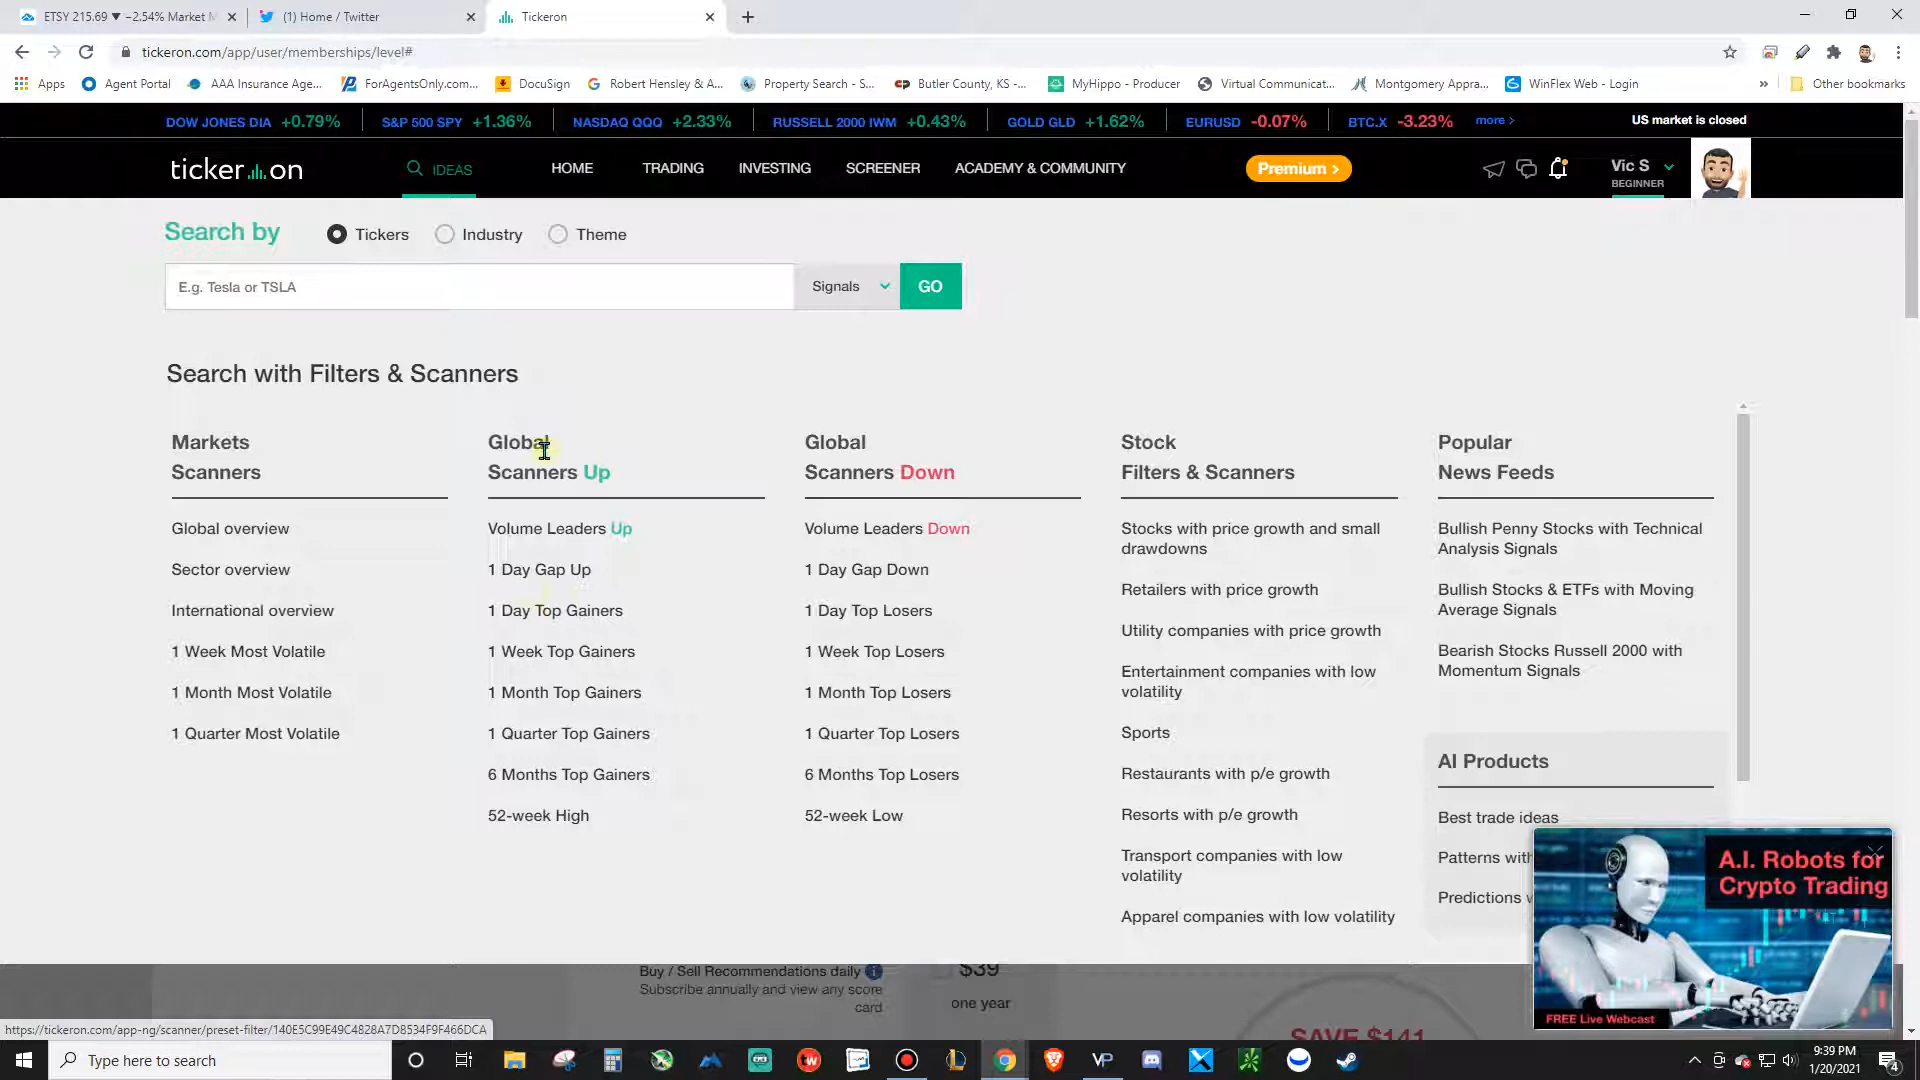 ETSY 215.69 ▼ −2.54% Market M
(1) Home / Twitter
Tickeron
tickeron.com/app/user/memberships/level#
Apps
Agent Portal
AAA Insurance Age...
ForAgentsOnly.com...
DocuSign
Robert Hensley & A...
Property Search - S...
Butler County, KS -...
MyHippo - Producer
Virtual Communicat...
Montgomery Appra...
WinFlex Web - Login
»
Other bookmarks
DOW JONES DIA +0.79%
S&P 500 SPY +1.36%
NASDAQ QQQ +2.33%
RUSSELL 2000 IWM +0.43%
GOLD GLD +1.62%
EURUSD -0.07%
BTC.X -3.23%
more >
US market is closed
tickeron
IDEAS
HOME
TRADING
INVESTING
SCREENER
ACADEMY & COMMUNITY
Premium >
Vic S
BEGINNER
Search by
Tickers
Industry
Theme
E.g. Tesla or TSLA
Signals
GO
Search with Filters & Scanners
Markets
Scanners
Global overview
Sector overview
International overview
1 Week Most Volatile
1 Month Most Volatile
1 Quarter Most Volatile
Global
Scanners Up
Volume Leaders Up
1 Day Gap Up
1 Day Top Gainers
1 Week Top Gainers
1 Month Top Gainers
1 Quarter Top Gainers
6 Months Top Gainers
52-week High
Global
Scanners Down
Volume Leaders Down
1 Day Gap Down
1 Day Top Losers
1 Week Top Losers
1 Month Top Losers
1 Quarter Top Losers
6 Months Top Losers
52-week Low
Stock
Filters & Scanners
Stocks with price growth and small
drawdowns
Retailers with price growth
Utility companies with price growth
Entertainment companies with low
volatility
Sports
Restaurants with p/e growth
Resorts with p/e growth
Transport companies with low
volatility
Apparel companies with low volatility
Popular
News Feeds
Bullish Penny Stocks with Technical
Analysis Signals
Bullish Stocks & ETFs with Moving
Average Signals
Bearish Stocks Russell 2000 with
Momentum Signals
AI Products
Best trade ideas
Patterns with
Predictions w
A.I. Robots for
Crypto Trading
FREE Live Webcast
Buy / Sell Recommendations daily
Subscribe annually and view any score
card
$39
one year
SAVE $141
https://tickeron.com/app-ng/scanner/preset-filter/140E5C99E49C4828A7D8534F9F466DCA
Type here to search
9:39 PM
1/20/2021
4